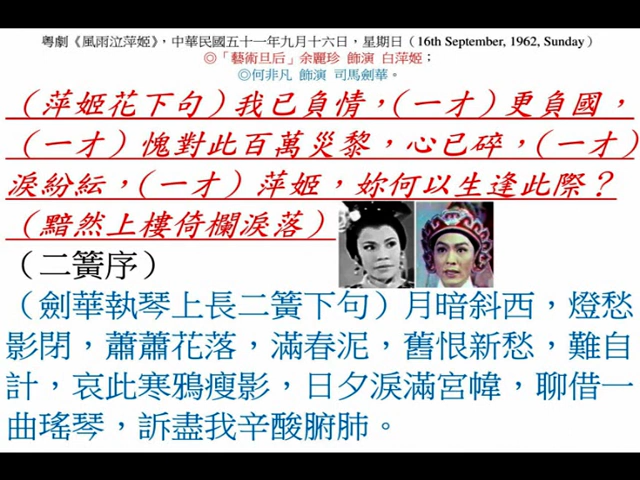 粵劇《風雨泣萍姬》，中華民國五十一年九月十六日，星期日（16th September, 1962, Sunday）
◎「藝術旦后」余麗珍 飾演 白萍姬；
◎何非凡 飾演 司馬劍華。
（萍姬花下句）我已負情，（一才）更負國，
（一才）愧對此百萬災黎，心已碎，（一才）
淚紛紜，（一才）萍姬，妳何以生逢此際？
（黯然上樓倚欄淚落）
（二簧序）
（劍華執琴上長二簧下句）月暗斜西，燈愁
影閉，蕭蕭花落，滿春泥，舊恨新愁，難自
計，哀此寒鴉瘦影，日夕淚滿宮幃，聊借一
曲瑤琴，訴盡我辛酸腑肺。